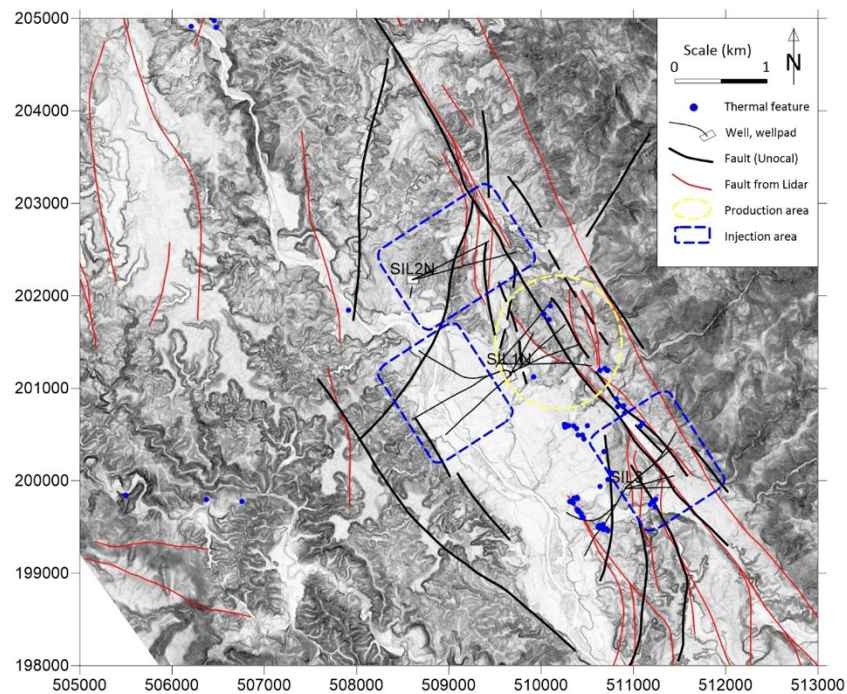 205000
204000
203000
202000
201000
200000
199000
198000
505000 506000 507000 508000 509000 510000 511000 512000 513000
Scale (km)
0 1
N
Thermal feature
Well, wellpad
Fault (Unocal)
Fault from Lidar
Production area
Injection area
SIL2N
SIL1N
SIL3